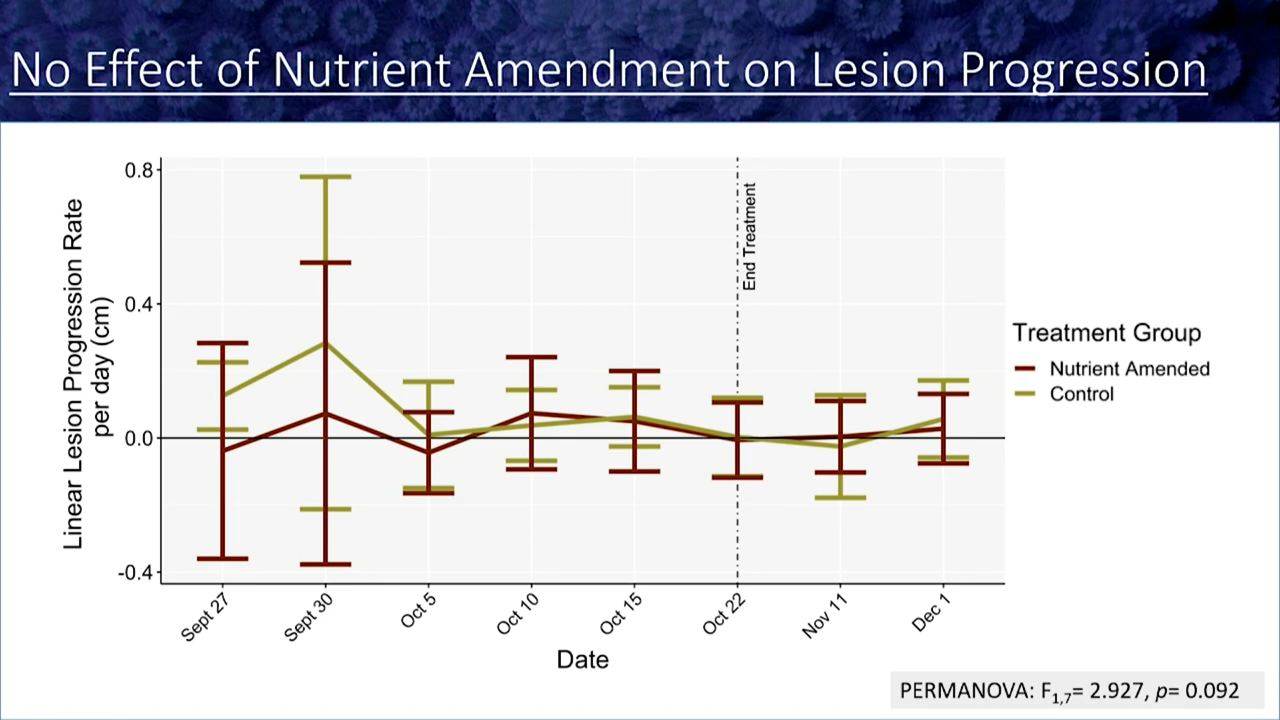 No Effect of Nutrient Amendment on Lesion Progression
Linear Lesion Progression Rate
per day (cm)
0.8
0.4
0.0
-0.4
End Treatment
Sept 27
Sept 30
Oct 5
Oct 10
Oct 15
Oct 22
Nov 11
Dec 1
Date
Treatment Group
Nutrient Amended
Control
PERMANOVA: F1,7= 2.927, p= 0.092